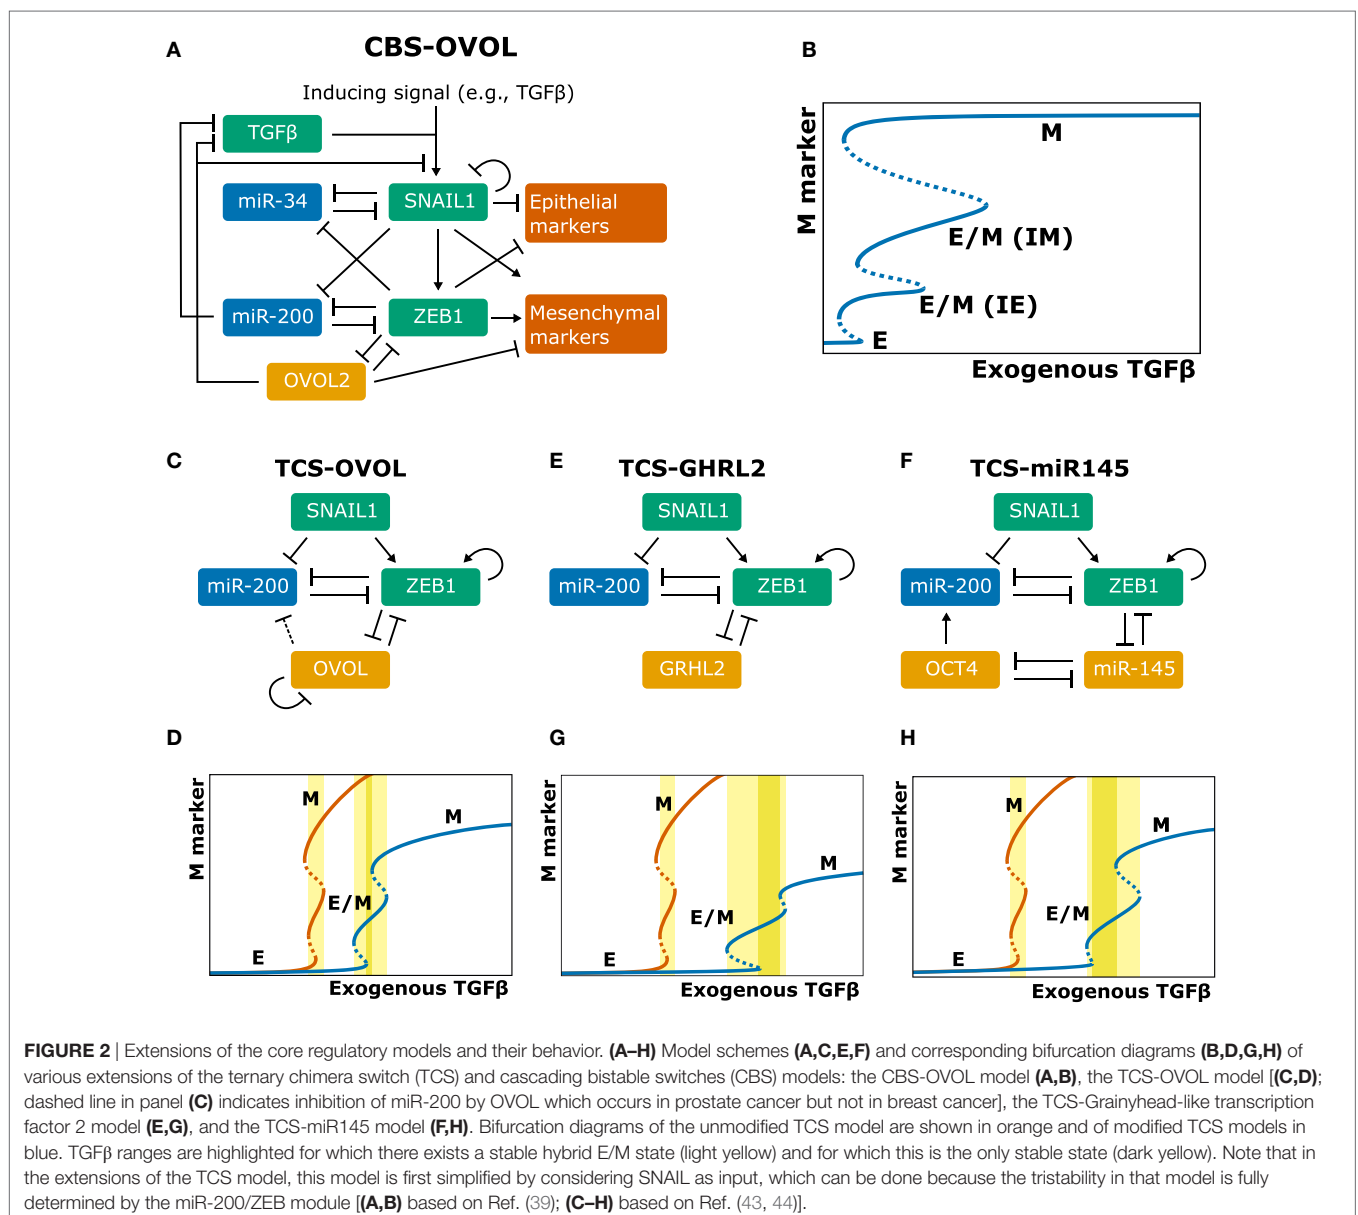 A
CBS-OVOL
Inducing signal (e.g., TGFβ)
TGFβ
miR-34
SNAIL1
Epithelial
markers
miR-200
ZEB1
Mesenchymal
markers
OVOL2
B
M marker
M
E/M (IM)
E/M (IE)
E
Exogenous TGFβ
C
TCS-OVOL
SNAIL1
miR-200
ZEB1
OVOL
E
TCS-GHRL2
SNAIL1
miR-200
ZEB1
GRHL2
F
TCS-miR145
SNAIL1
miR-200
ZEB1
OCT4
miR-145
D
M marker
M
M
E/M
E
Exogenous TGFβ
G
M marker
M
M
E/M
E
Exogenous TGFβ
H
M marker
M
M
E/M
E
Exogenous TGFβ
FIGURE 2 | Extensions of the core regulatory models and their behavior. (A–H) Model schemes (A,C,E,F) and corresponding bifurcation diagrams (B,D,G,H) of
various extensions of the ternary chimera switch (TCS) and cascading bistable switches (CBS) models: the CBS-OVOL model (A,B), the TCS-OVOL model [(C,D);
dashed line in panel (C) indicates inhibition of miR-200 by OVOL which occurs in prostate cancer but not in breast cancer], the TCS-Grainyhead-like transcription
factor 2 model (E,G), and the TCS-miR145 model (F,H). Bifurcation diagrams of the unmodified TCS model are shown in orange and of modified TCS models in
blue. TGFβ ranges are highlighted for which there exists a stable hybrid E/M state (light yellow) and for which this is the only stable state (dark yellow). Note that in
the extensions of the TCS model, this model is first simplified by considering SNAIL as input, which can be done because the tristability in that model is fully
determined by the miR-200/ZEB module [(A,B) based on Ref. (39); (C–H) based on Ref. (43, 44)].